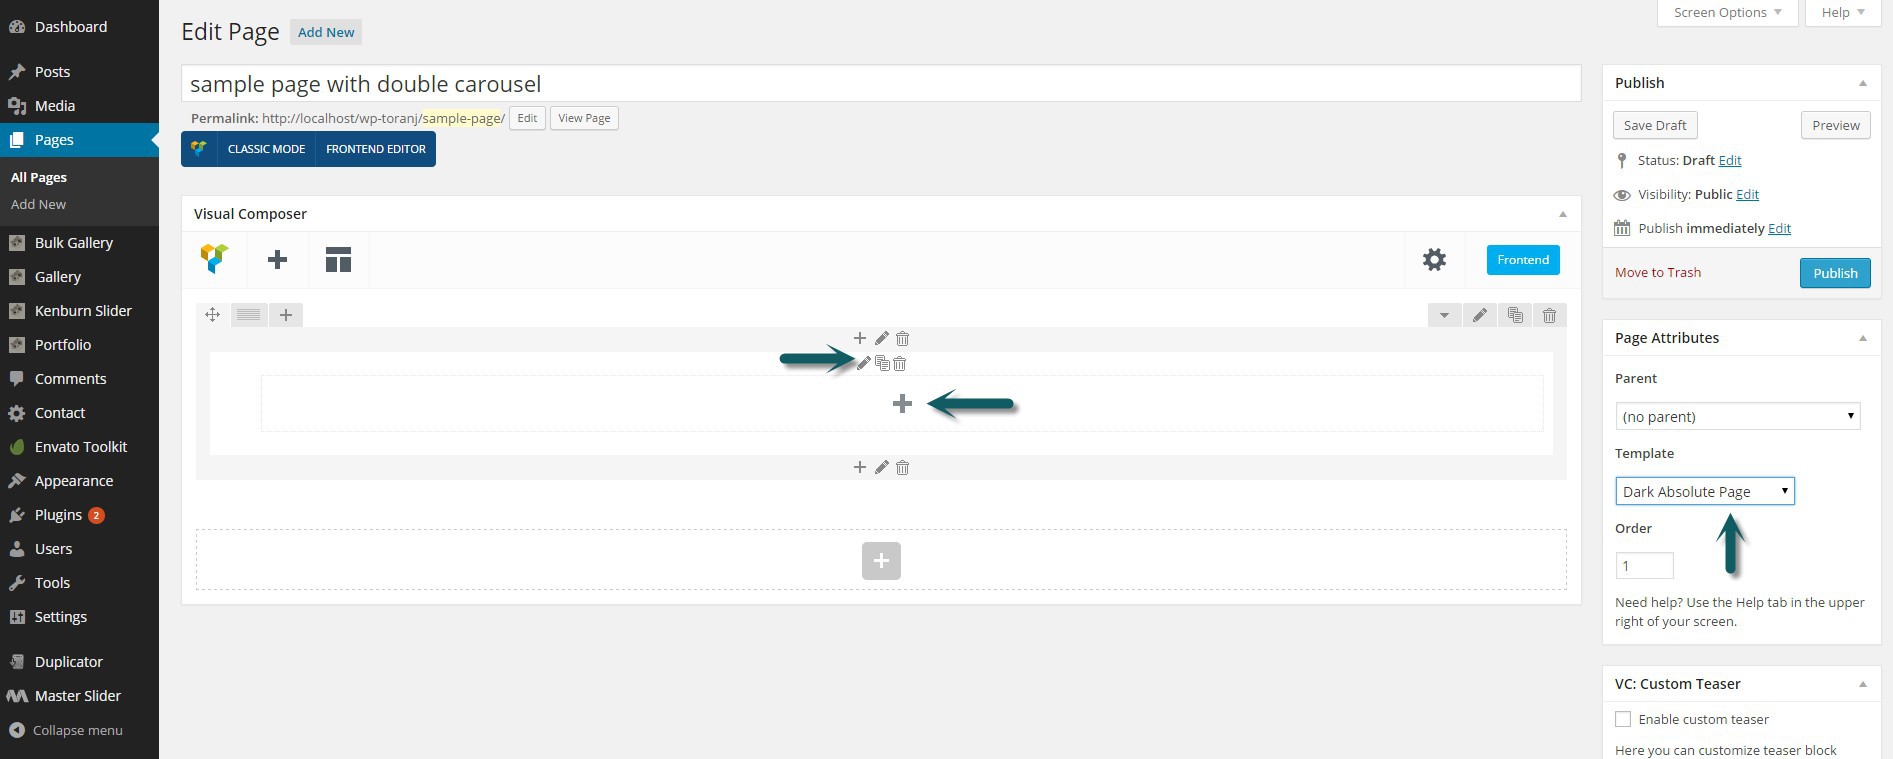 Dashboard
Posts
Media
Pages
All Pages
Add New
Bulk Gallery
Gallery
Kenburn Slider
Portfolio
Comments
Contact
Envato Toolkit
Appearance
Plugins 2
Users
Tools
Settings
Duplicator
Master Slider
Collapse menu
Screen Options
Help
Edit Page Add New
sample page with double carousel
Permalink: http://localhost/wp-toranj/sample-page/ Edit View Page
CLASSIC MODE FRONTEND EDITOR
Visual Composer
Frontend
Publish
Save Draft Preview
Status: Draft Edit
Visibility: Public Edit
Publish immediately Edit
Move to Trash Publish
Page Attributes
Parent
(no parent)
Template
Dark Absolute Page
Order
1
Need help? Use the Help tab in the upper
right of your screen.
VC: Custom Teaser
Enable custom teaser
Here you can customize teaser block